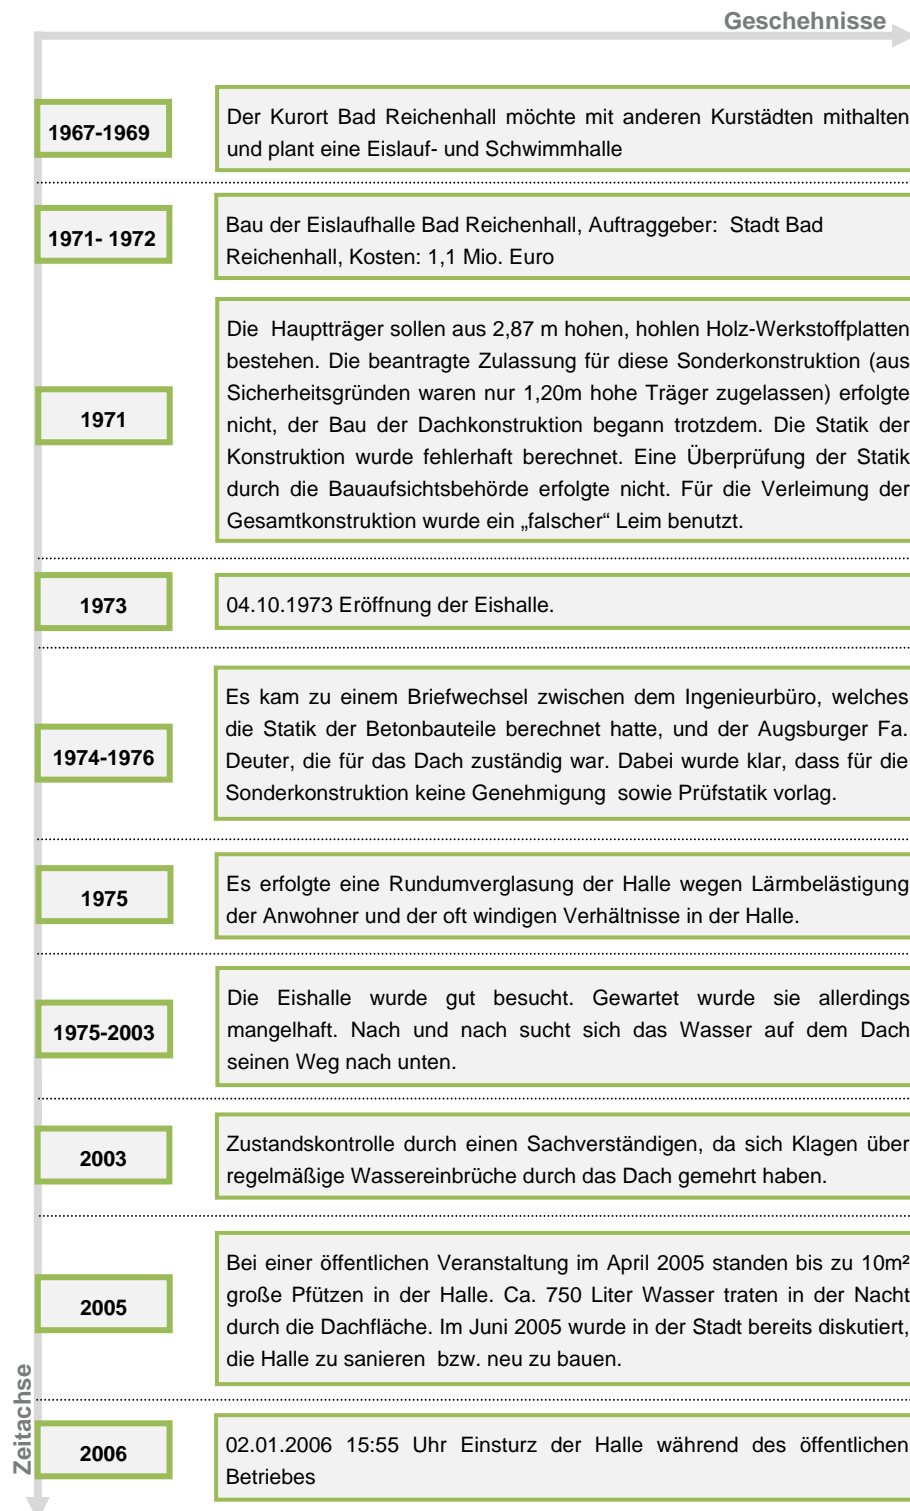 Geschehnisse
1967-1969
Der Kurort Bad Reichenhall möchte mit anderen Kurstädten mithalten
und plant eine Eislauf- und Schwimmhalle
1971- 1972
Bau der Eislaufhalle Bad Reichenhall, Auftraggeber: Stadt Bad
Reichenhall, Kosten: 1,1 Mio. Euro
1971
Die Hauptträger sollen aus 2,87 m hohen, hohlen Holz-Werkstoffplatten
bestehen. Die beantragte Zulassung für diese Sonderkonstruktion (aus
Sicherheitsgründen waren nur 1,20m hohe Träger zugelassen) erfolgte
nicht, der Bau der Dachkonstruktion begann trotzdem. Die Statik der
Konstruktion wurde fehlerhaft berechnet. Eine Überprüfung der Statik
durch die Bauaufsichtsbehörde erfolgte nicht. Für die Verleimung der
Gesamtkonstruktion wurde ein „falscher“ Leim benutzt.
1973
04.10.1973 Eröffnung der Eishalle.
1974-1976
Es kam zu einem Briefwechsel zwischen dem Ingenieurbüro, welches
die Statik der Betonbauteile berechnet hatte, und der Augsburger Fa.
Deuter, die für das Dach zuständig war. Dabei wurde klar, dass für die
Sonderkonstruktion keine Genehmigung sowie Prüfstatik vorlag.
1975
Es erfolgte eine Rundumverglasung der Halle wegen Lärmbelästigung
der Anwohner und der oft windigen Verhältnisse in der Halle.
1975-2003
Die Eishalle wurde gut besucht. Gewartet wurde sie allerdings
mangelhaft. Nach und nach sucht sich das Wasser auf dem Dach
seinen Weg nach unten.
2003
Zustandskontrolle durch einen Sachverständigen, da sich Klagen über
regelmäßige Wassereinbrüche durch das Dach gemehrt haben.
2005
Bei einer öffentlichen Veranstaltung im April 2005 standen bis zu 10m²
große Pfützen in der Halle. Ca. 750 Liter Wasser traten in der Nacht
durch die Dachfläche. Im Juni 2005 wurde in der Stadt bereits diskutiert,
die Halle zu sanieren bzw. neu zu bauen.
2006
02.01.2006 15:55 Uhr Einsturz der Halle während des öffentlichen
Betriebes
Zeitachse